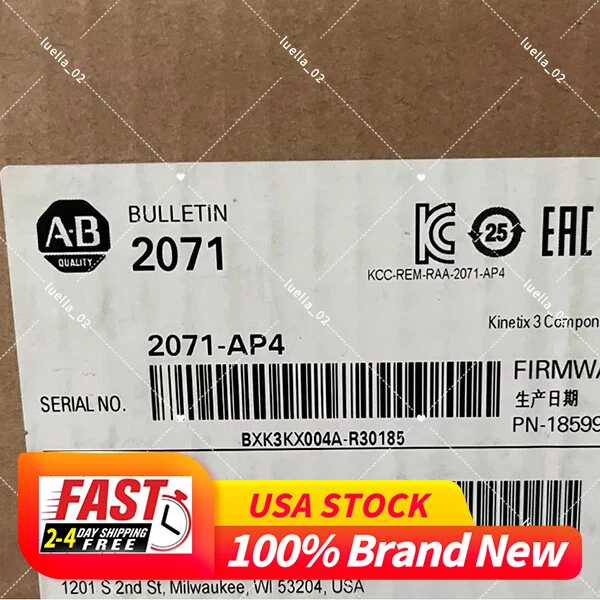 luella_02
luella_02
luella_02
A-B
QUALITY
BULLETIN
2071
25
EAC
KCC-REM-RAA-2071-AP4
Kinetix 3 Compon
2071-AP4
SERIAL NO.
BXK3KX004A-R30185
FIRMWA
生产日期
PN-18599
FAST
2-4 DAY SHIPPING
FREE
USA STOCK
100% Brand New
1201 S 2nd St, Milwaukee, WI 53204, USA